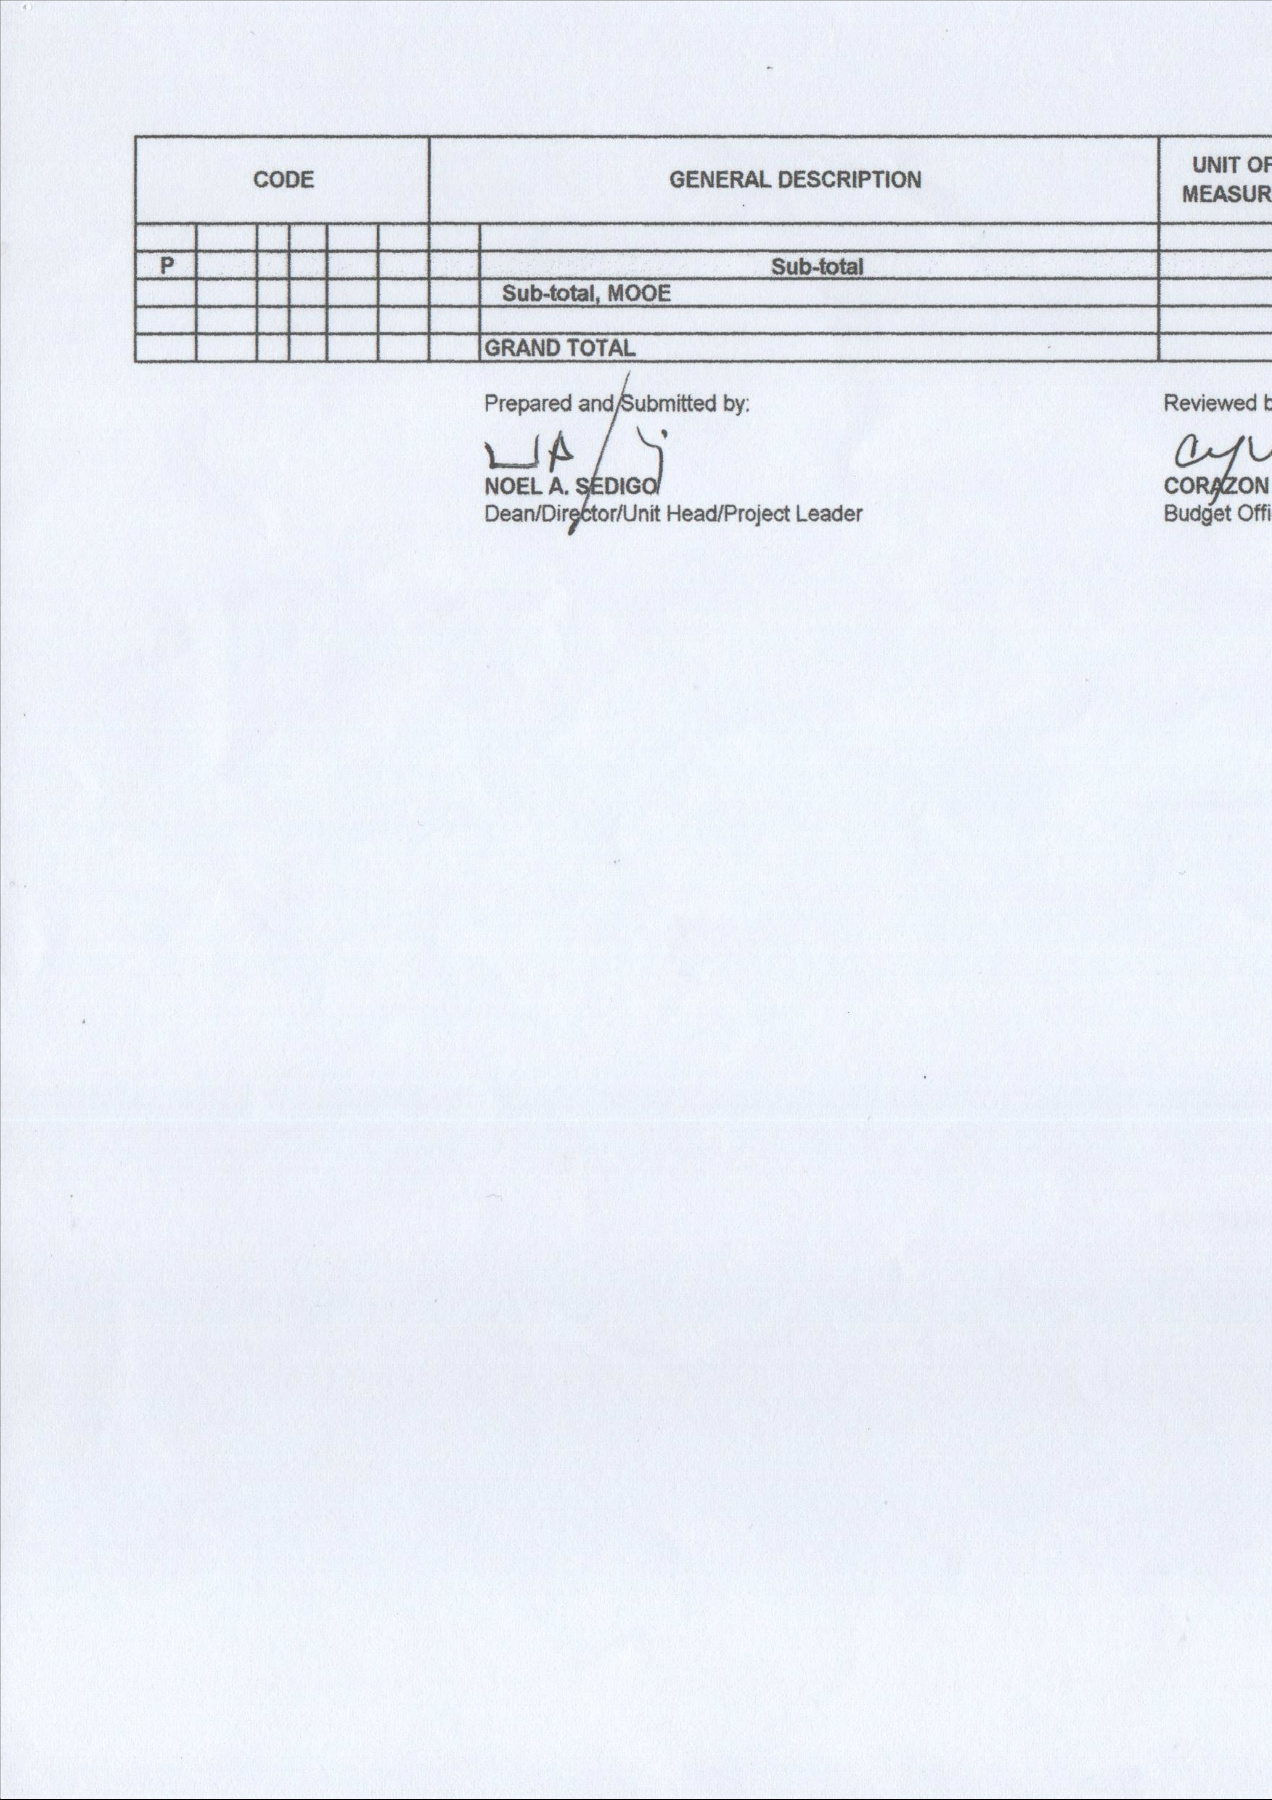 CODE
GENERAL DESCRIPTION
UNIT OF
MEASUR
P
Sub-total
Sub-total, MOOE
GRAND TOTAL
Prepared and Submitted by:
Reviewed b
NOEL A. SEDIGO
CORAZON
Dean/Director/Unit Head/Project Leader
Budget Offi